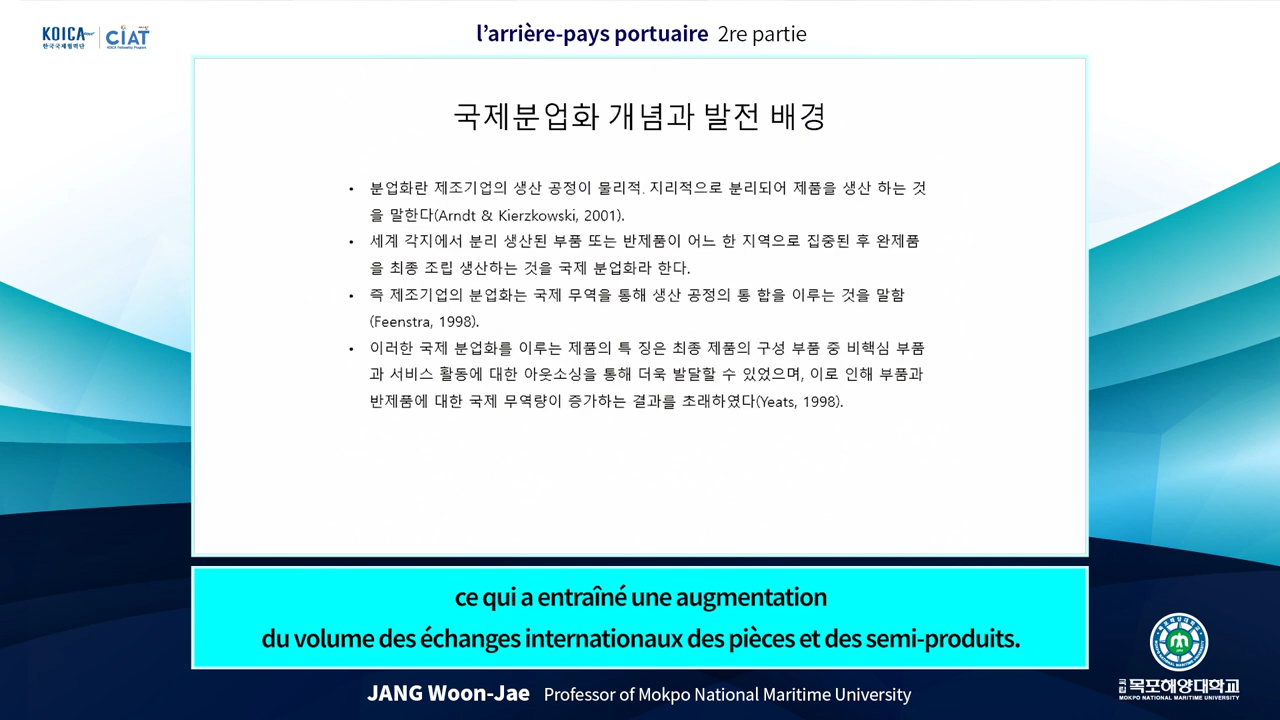 KOICA
한국국제협력단
CIAT
KOICA Fellowship Program
l’arrière-pays portuaire 2re partie
국제분업화 개념과 발전 배경
• 분업화란 제조기업의 생산 공정이 물리적. 지리적으로 분리되어 제품을 생산 하는 것
을 말한다(Arndt & Kierzkowski, 2001).
• 세계 각지에서 분리 생산된 부품 또는 반제품이 어느 한 지역으로 집중된 후 완제품
을 최종 조립 생산하는 것을 국제 분업화라 한다.
• 즉 제조기업의 분업화는 국제 무역을 통해 생산 공정의 통 합을 이루는 것을 말함
(Feenstra, 1998).
• 이러한 국제 분업화를 이루는 제품의 특 징은 최종 제품의 구성 부품 중 비핵심 부품
과 서비스 활동에 대한 아웃소싱을 통해 더욱 발달할 수 있었으며, 이로 인해 부품과
반제품에 대한 국제 무역량이 증가하는 결과를 초래하였다(Yeats, 1998).
ce qui a entraîné une augmentation
du volume des échanges internationaux des pièces et des semi-produits.
JANG Woon-Jae Professor of Mokpo National Maritime University
국립 목포해양대학교
MOKPO NATIONAL MARITIME UNIVERSITY